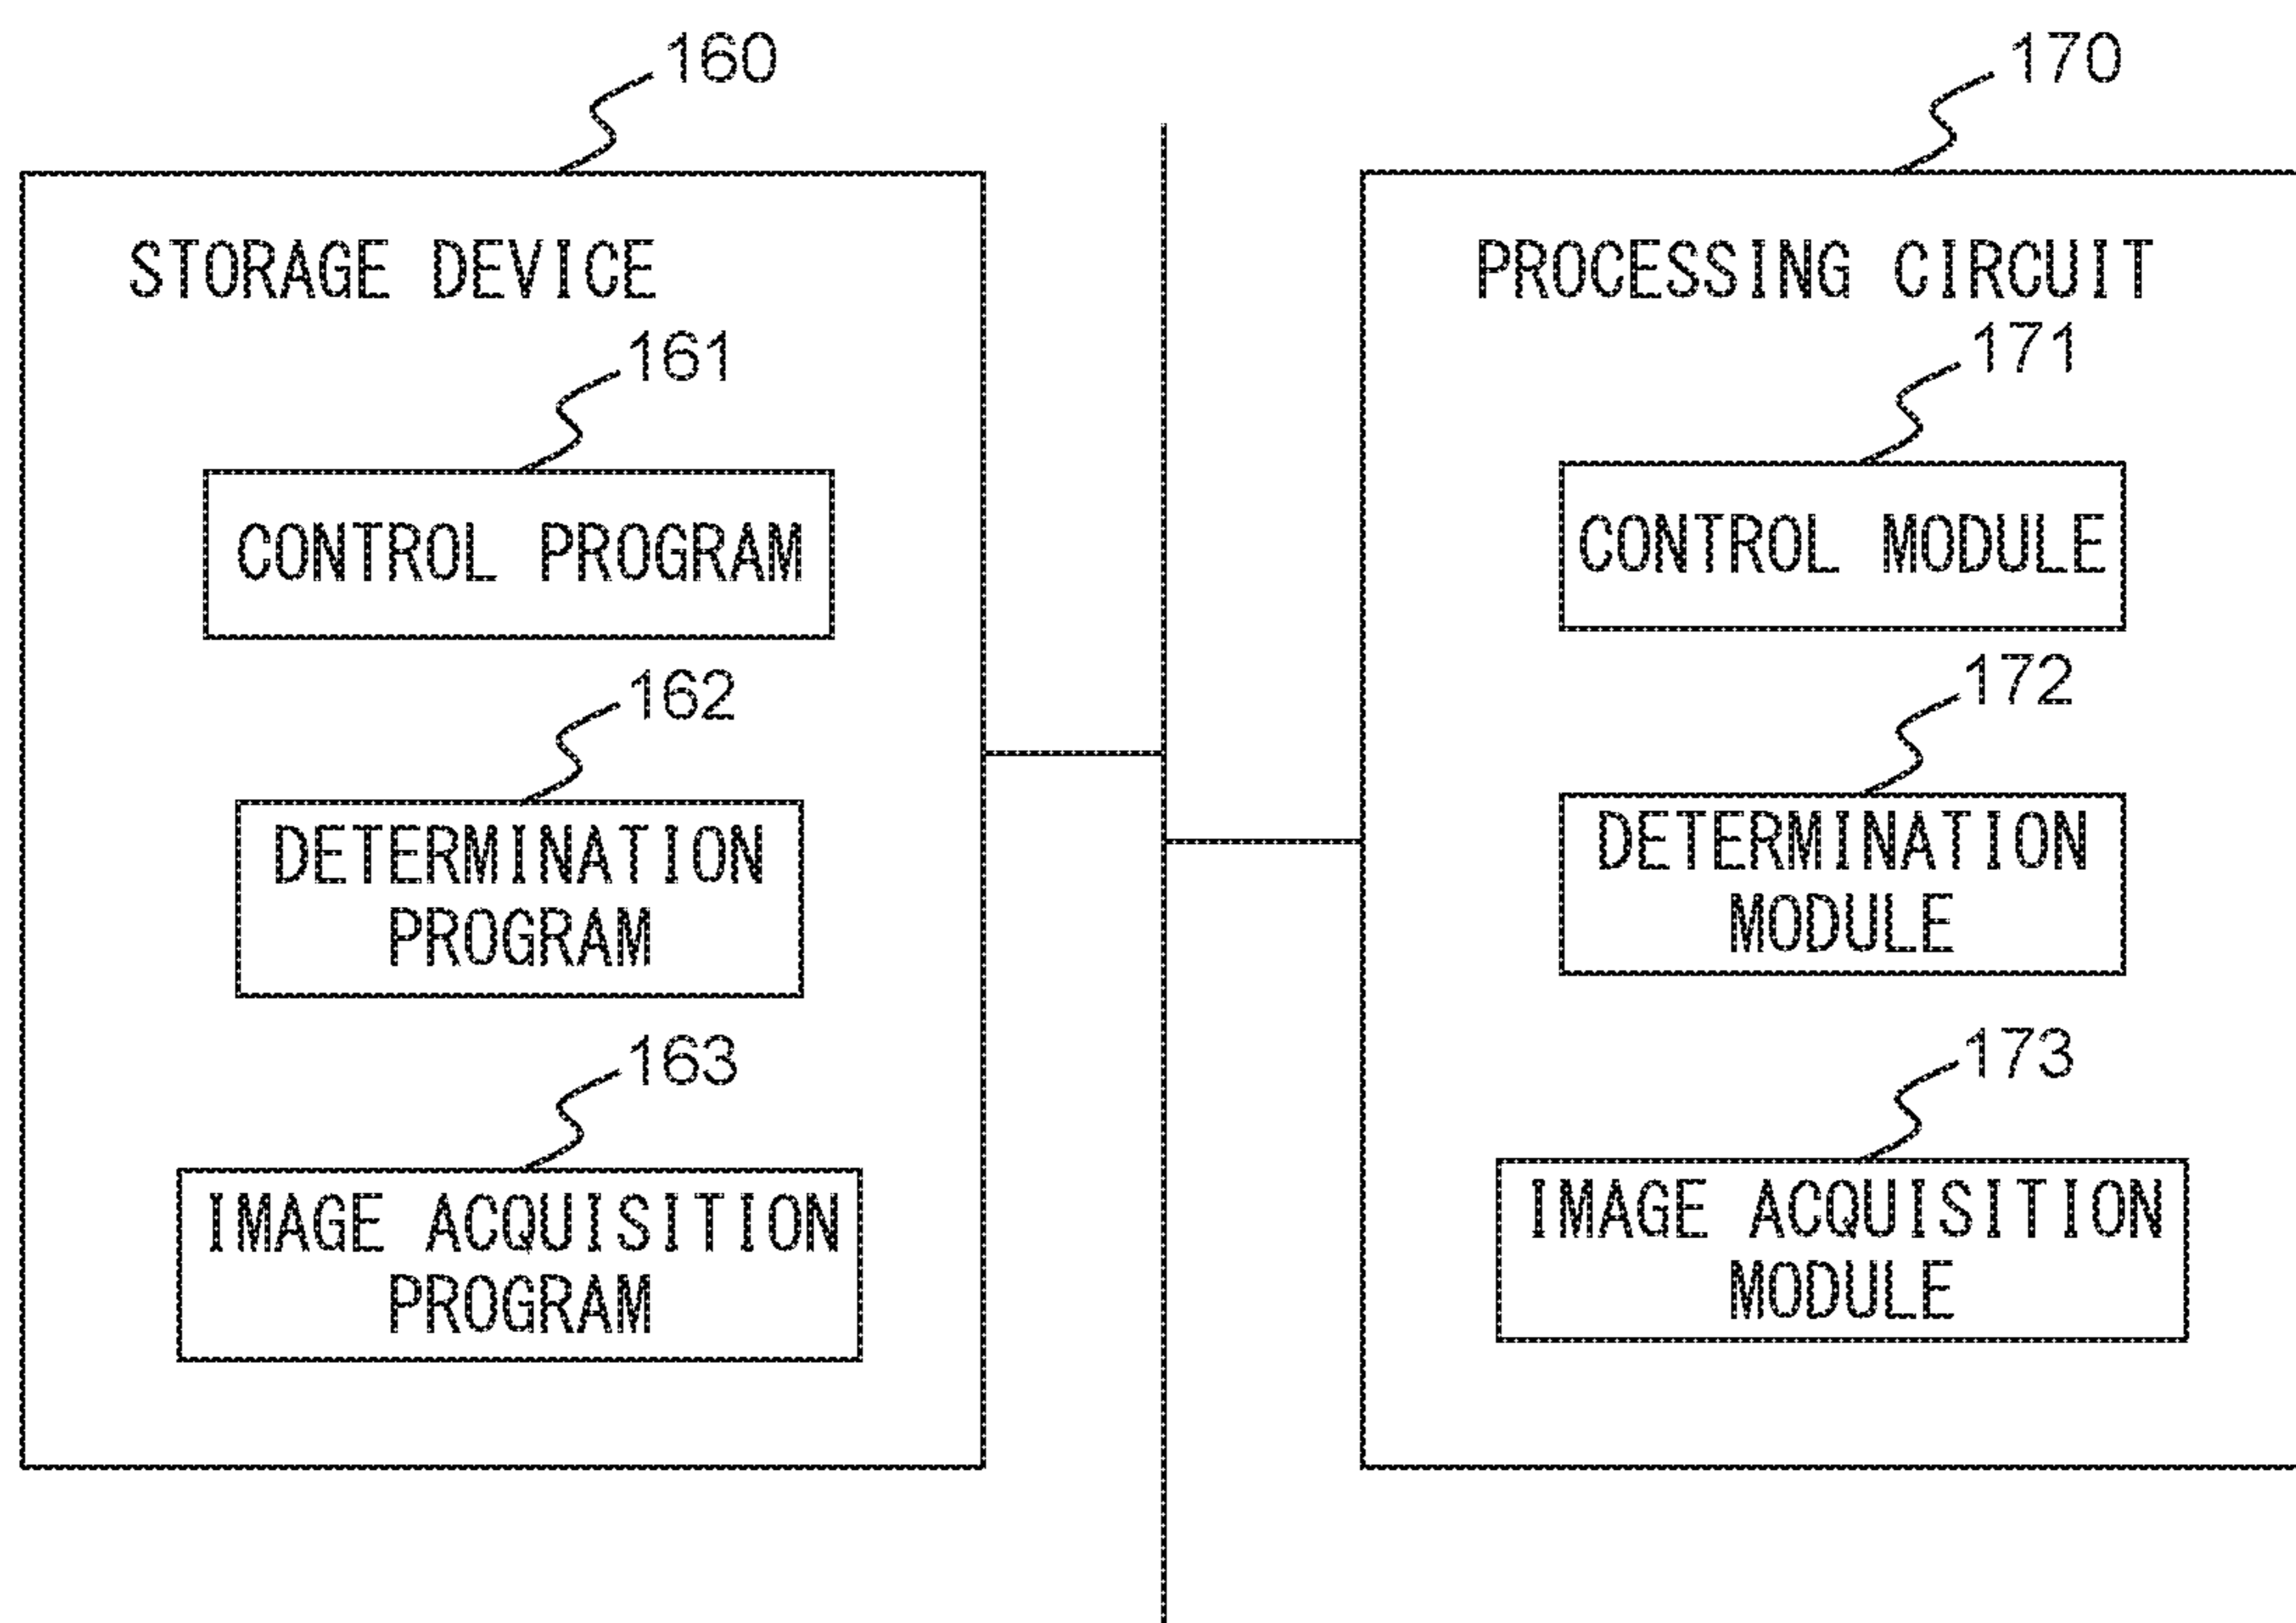 160
STORAGE DEVICE
161
CONTROL PROGRAM
162
DETERMINATION
PROGRAM
163
IMAGE ACQUISITION
PROGRAM
170
PROCESSING CIRCUIT
171
CONTROL MODULE
172
DETERMINATION
MODULE
173
IMAGE ACQUISITION
MODULE